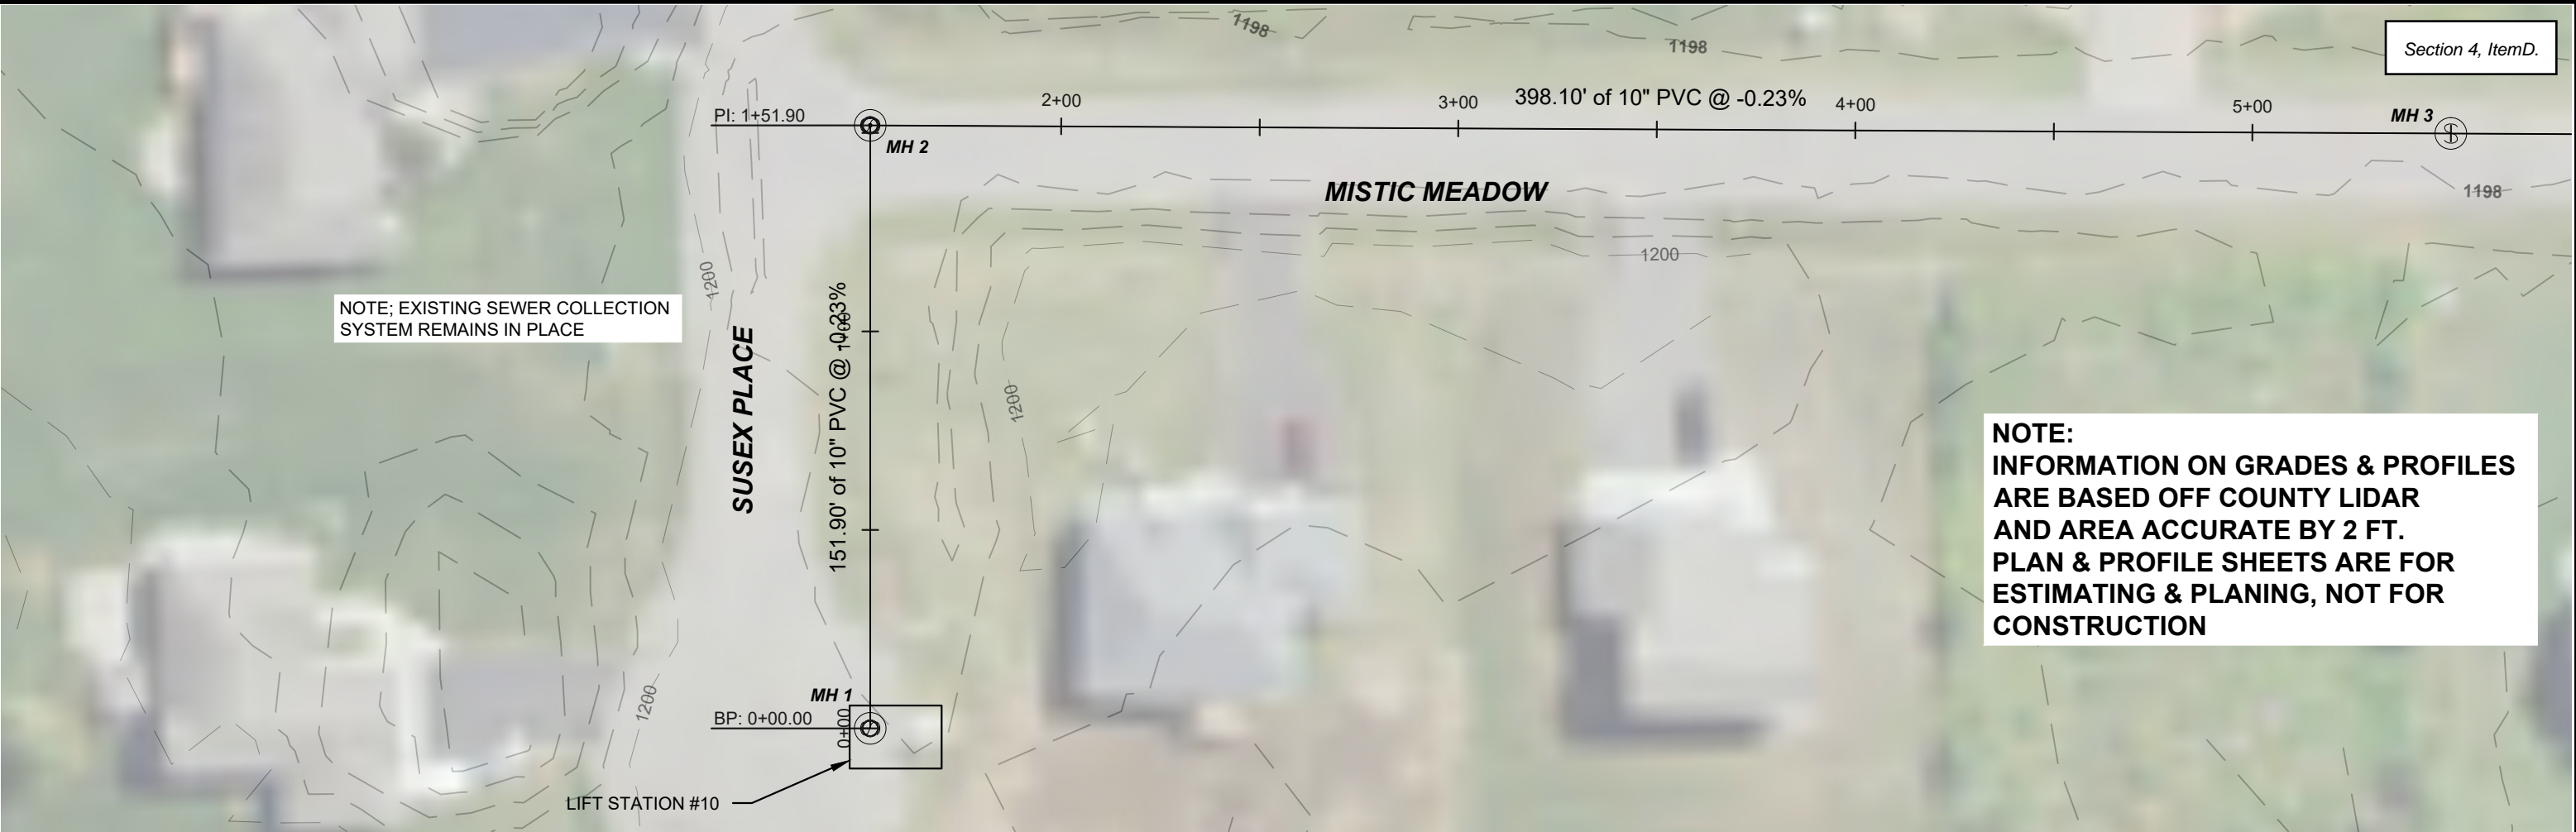 1198
1198
Section 4, ItemD.
2+00
3+00
398.10' of 10" PVC @ -0.23%
4+00
5+00
PI: 1+51.90
MH 3
MH 2
MISTIC MEADOW
1198
1200
1200
NOTE; EXISTING SEWER COLLECTION
SYSTEM REMAINS IN PLACE
SUSEX PLACE
151.90' of 10" PVC @ -0.23%
1+00
1200
NOTE:
INFORMATION ON GRADES & PROFILES
ARE BASED OFF COUNTY LIDAR
AND AREA ACCURATE BY 2 FT.
PLAN & PROFILE SHEETS ARE FOR
ESTIMATING & PLANING, NOT FOR
CONSTRUCTION
1200
MH 1
BP: 0+00.00
0+00
LIFT STATION #10